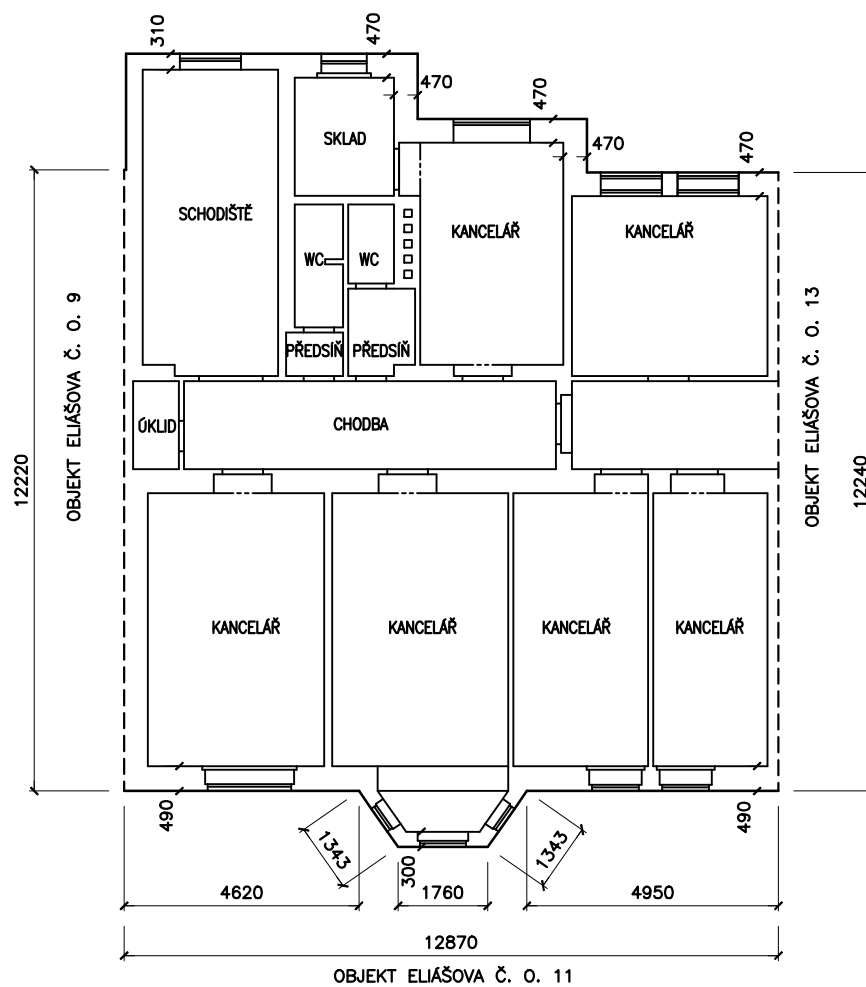 310
470
470
470
470
470
SKLAD
SCHODIŠTĚ
KANCELÁŘ
KANCELÁŘ
WC
WC
PŘEDSÍŇ
PŘEDSÍŇ
OBJEKT ELIÁŠOVA Č. O. 9
OBJEKT ELIÁŠOVA Č. O. 13
ÚKLID
CHODBA
12220
12240
KANCELÁŘ
KANCELÁŘ
KANCELÁŘ
KANCELÁŘ
490
490
1343
1343
300
4620
1760
4950
12870
OBJEKT ELIÁŠOVA Č. O. 11